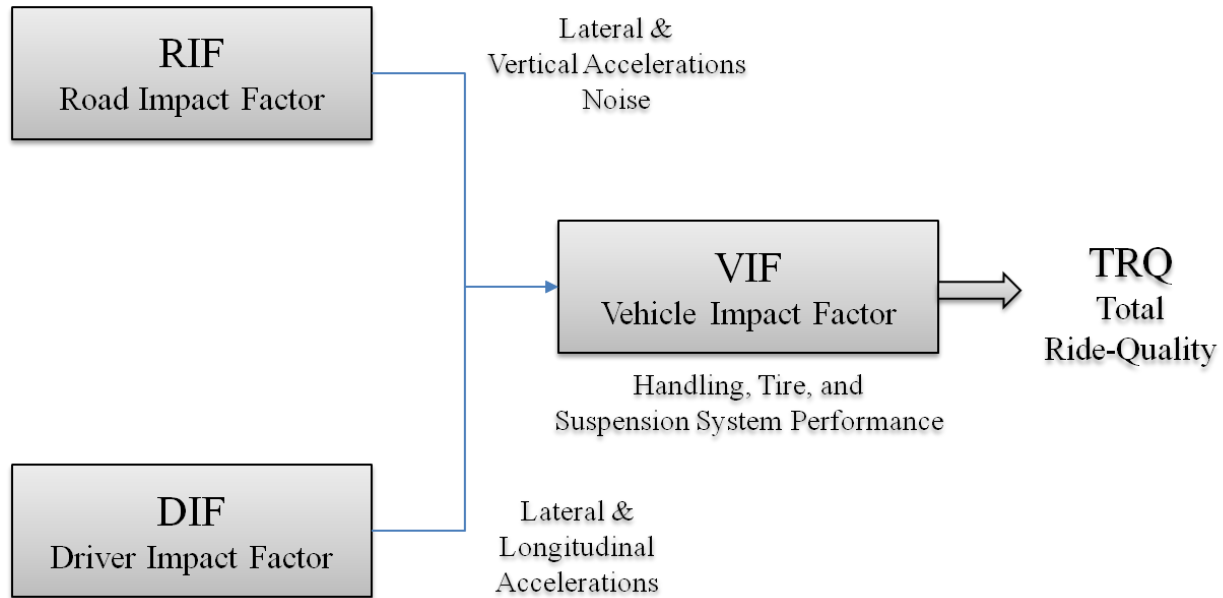 RIF
Road Impact Factor
Lateral &
Vertical Accelerations
Noise
VIF
Vehicle Impact Factor
Handling, Tire, and
Suspension System Performance
TRQ
Total
Ride-Quality
DIF
Driver Impact Factor
Lateral &
Longitudinal
Accelerations